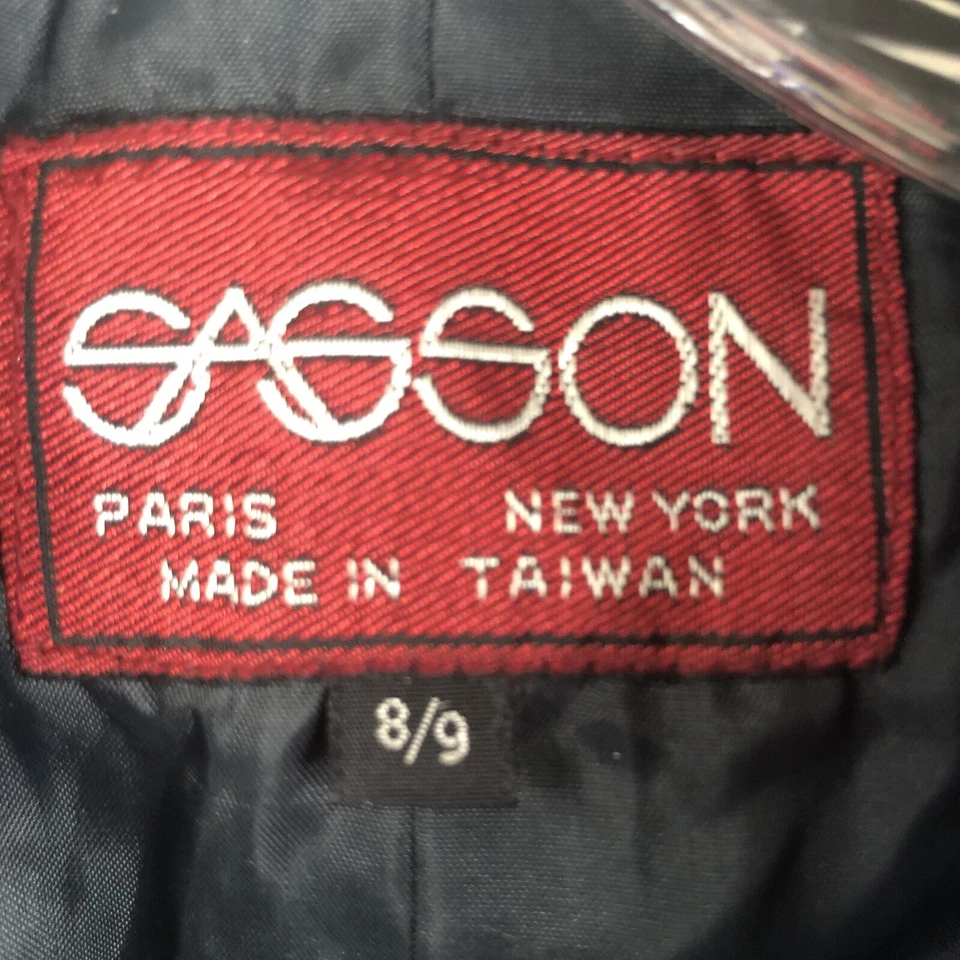 SASSON
PARIS NEW YORK
MADE IN TAIWAN
8/9